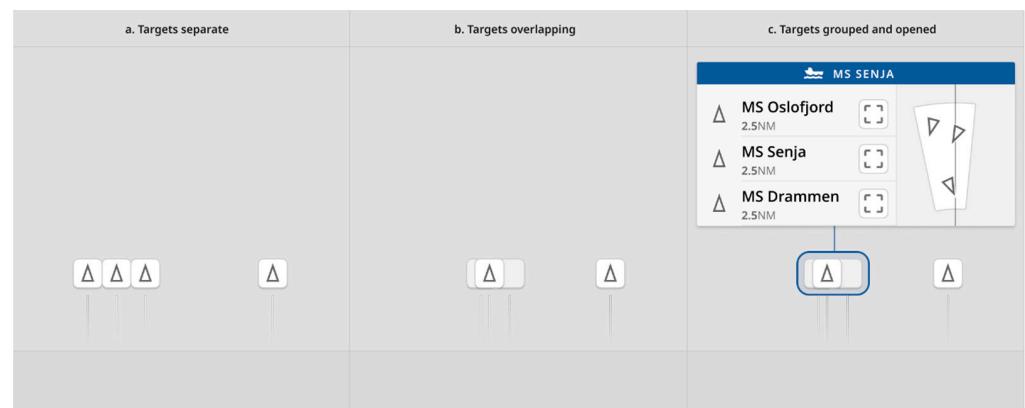 a. Targets separate
b. Targets overlapping
c. Targets grouped and opened
MS SENJA
MS Oslofjord
2.5NM
MS Senja
2.5NM
MS Drammen
2.5NM